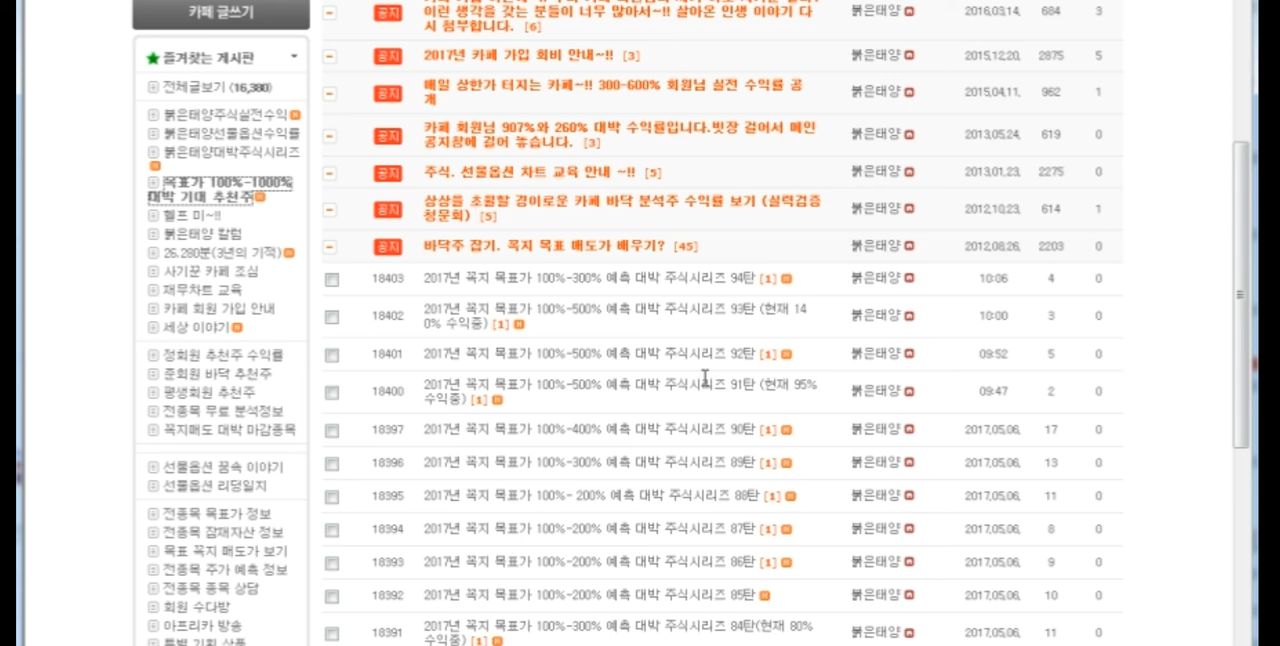 카페 글쓰기
★ 즐겨찾는 게시판
전체글보기 (16,380)
붉은태양주식실전수익
붉은태양선물옵션수익률
붉은태양대박주식시리즈
목표가 100%-1000%
대박 기대 추천주
헬프 미~!!
붉은태양 칼럼
26,280분(3년의 기적)
사기꾼 카페 조심
재무차트 교육
카페 회원 가입 안내
세상 이야기
정회원 추천주 수익률
준회원 바닥 추천주
평생회원 추천주
전종목 무료 분석정보
꼭지매도 대박 마감종목
선물옵션 꿈속 이야기
선물옵션 리딩일지
전종목 목표가 정보
전종목 잠재자산 정보
목표 꼭지 매도가 보기
전종목 주가 예측 정보
전종목 종목 상담
회원 수다방
아프리카 방송
특별 기획 상품
공지 이런 생각을 갖는 분들이 너무 많아서~!! 살아온 인생 이야기 다 붉은태양 2016.03.14. 684 3
시 첨부합니다. [6]
공지 2017년 카페 가입 회비 안내~!! [3] 붉은태양 2015.12.20. 2875 5
공지 매일 상한가 터지는 카페~!! 300-600% 회원님 실전 수익률 공 붉은태양 2015.04.11. 962 1
개
공지 카페 회원님 907%와 260% 대박 수익률입니다.빗장 걸어서 메인 붉은태양 2013.05.24. 619 0
공지창에 걸어 놓습니다. [3]
공지 주식. 선물옵션 차트 교육 안내 ~!! [5] 붉은태양 2013.01.23. 2275 0
공지 상상을 초월할 경이로운 카페 바닥 분석주 수익률 보기 (실력검증 붉은태양 2012.10.23. 614 1
청문회) [5]
공지 바닥주 잡기. 꼭지 목표 매도가 배우기? [45] 붉은태양 2012.08.26. 2203 0
18403 2017년 꼭지 목표가 100%-300% 예측 대박 주식시리즈 94탄 [1] 붉은태양 10:06 4 0
18402 2017년 꼭지 목표가 100%-500% 예측 대박 주식시리즈 93탄 (현재 14 붉은태양 10:00 3 0
0% 수익중) [1]
18401 2017년 꼭지 목표가 100%-500% 예측 대박 주식시리즈 92탄 [1] 붉은태양 09:52 5 0
18400 2017년 꼭지 목표가 100%-500% 예측 대박 주식시리즈 91탄 (현재 95% 붉은태양 09:47 2 0
수익중) [1]
18397 2017년 꼭지 목표가 100%-400% 예측 대박 주식시리즈 90탄 [1] 붉은태양 2017.05.06. 17 0
18396 2017년 꼭지 목표가 100%-300% 예측 대박 주식시리즈 89탄 [1] 붉은태양 2017.05.06. 13 0
18395 2017년 꼭지 목표가 100%- 200% 예측 대박 주식시리즈 88탄 [1] 붉은태양 2017.05.06. 11 0
18394 2017년 꼭지 목표가 100%-200% 예측 대박 주식시리즈 87탄 [1] 붉은태양 2017.05.06. 8 0
18393 2017년 꼭지 목표가 100%-200% 예측 대박 주식시리즈 86탄 [1] 붉은태양 2017.05.06. 9 0
18392 2017년 꼭지 목표가 100%-200% 예측 대박 주식시리즈 85탄 붉은태양 2017.05.06. 10 0
18391 2017년 꼭지 목표가 100%-300% 예측 대박 주식시리즈 84탄(현재 80% 붉은태양 2017.05.06. 11 0
수익중) [1]